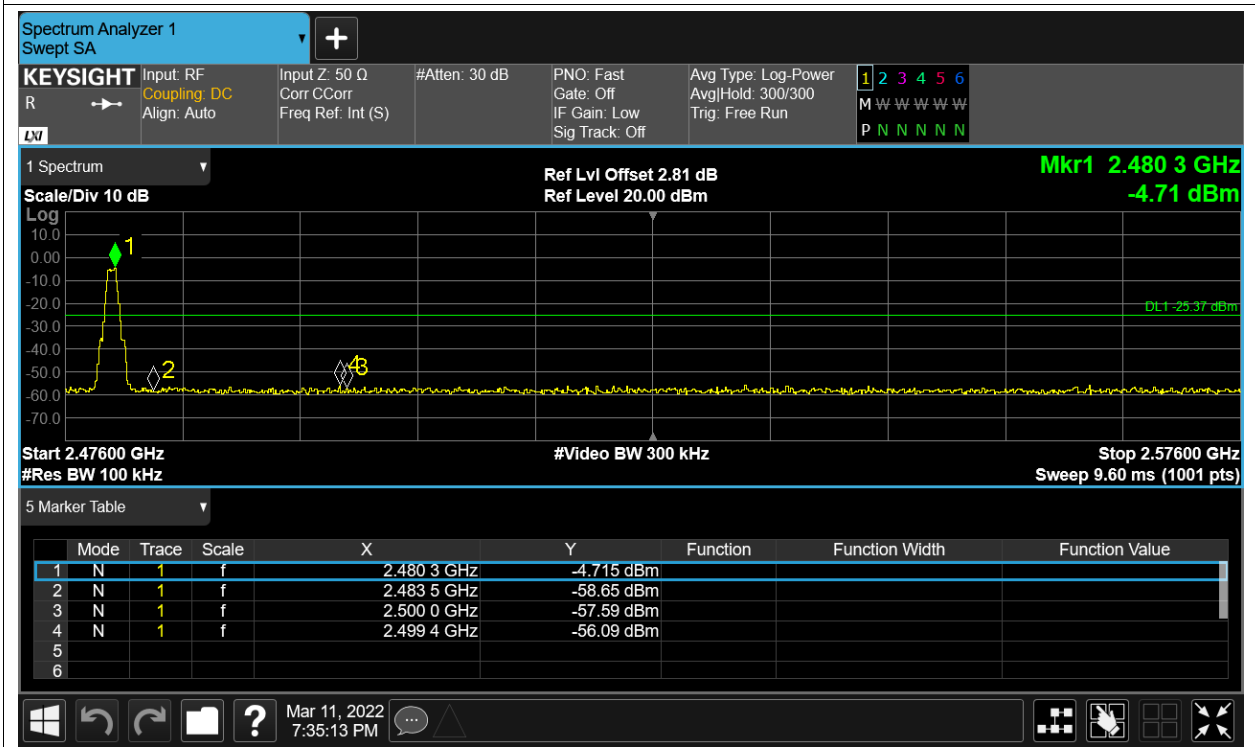 Spectrum Analyzer 1
Swept SA
+
KEYSIGHT Input: RF Input Z: 50 Ω #Atten: 30 dB PNO: Fast Avg Type: Log-Power 1 2 3 4 5 6
R Coupling: DC Corr CCorr Gate: Off Avg|Hold: 300/300 M W W W W W
Align: Auto Freq Ref: Int (S) IF Gain: Low Trig: Free Run
LXI Sig Track: Off P N N N N N
1 Spectrum Ref Lvl Offset 2.81 dB Mkr1 2.480 3 GHz
Scale/Div 10 dB Ref Level 20.00 dBm -4.71 dBm
Log
10.0
1
0.00
-10.0
-20.0 DL1 -25.37 dBm
-30.0
-40.0
-50.0 2 4 3
-60.0
-70.0
Start 2.47600 GHz #Video BW 300 kHz Stop 2.57600 GHz
#Res BW 100 kHz Sweep 9.60 ms (1001 pts)
5 Marker Table
Mode Trace Scale X Y Function Function Width Function Value
1 N 1 f 2.480 3 GHz -4.715 dBm
2 N 1 f 2.483 5 GHz -58.65 dBm
3 N 1 f 2.500 0 GHz -57.59 dBm
4 N 1 f 2.499 4 GHz -56.09 dBm
5
6
? Mar 11, 2022
7:35:13 PM